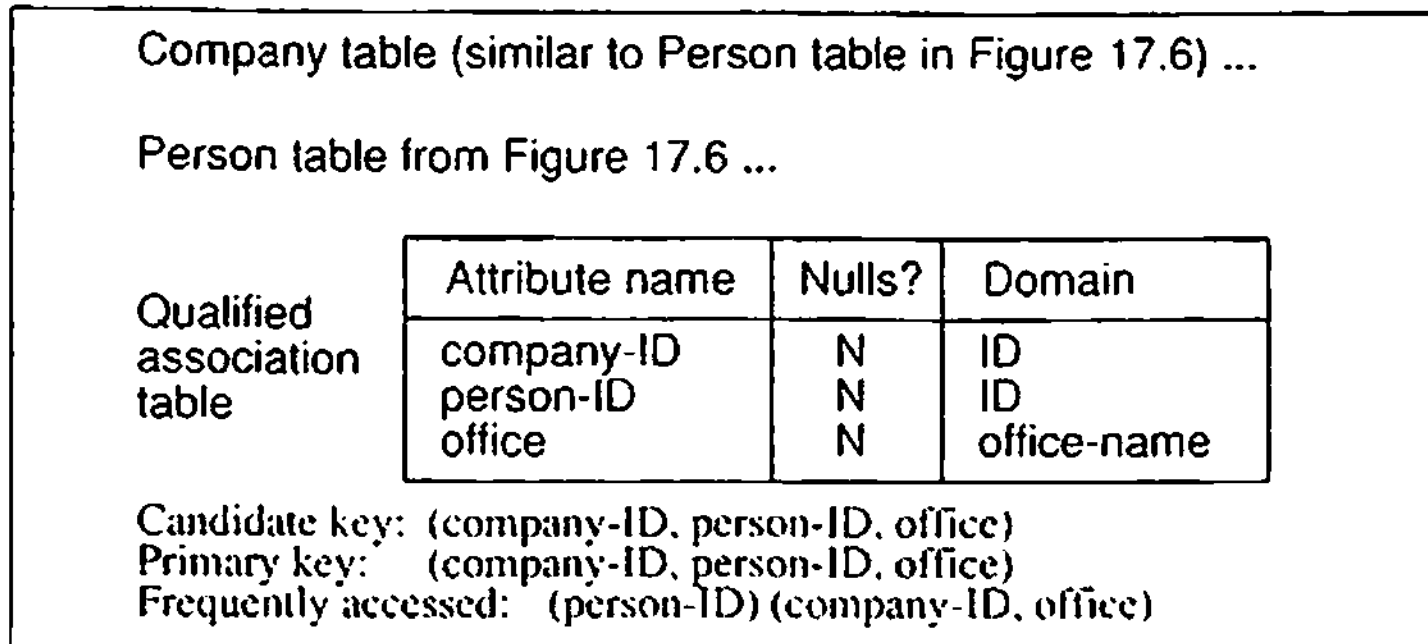 Company table (similar to Person table in Figure 17.6) ...
Person table from Figure 17.6 ...
Qualified association table
Attribute name Nulls? Domain
company-ID N ID
person-ID N ID
office N office-name
Candidate key: (company-ID, person-ID, office)
Primary key: (company-ID, person-ID, office)
Frequently accessed: (person-ID) (company-ID, office)